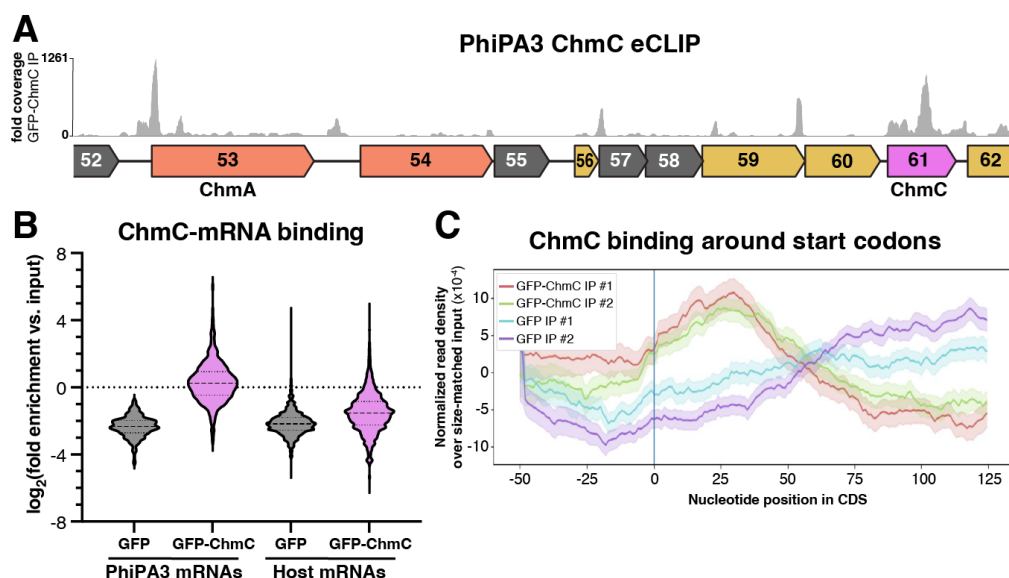 A
PhiPA3 ChmC eCLIP
fold coverage
GFP-ChmC IP
1261
0
52
53
54
55
56
57
58
59
60
61
62
ChmA
ChmC
B
ChmC-mRNA binding
log2(fold enrichment vs. input)
8
4
0
-4
-8
GFP
GFP-ChmC
GFP
GFP-ChmC
PhiPA3 mRNAs
Host mRNAs
C
ChmC binding around start codons
Normalized read density
over size-matched input (x10-4)
10
5
0
-5
-10
GFP-ChmC IP #1
GFP-ChmC IP #2
GFP IP #1
GFP IP #2
-50
-25
0
25
50
75
100
125
Nucleotide position in CDS